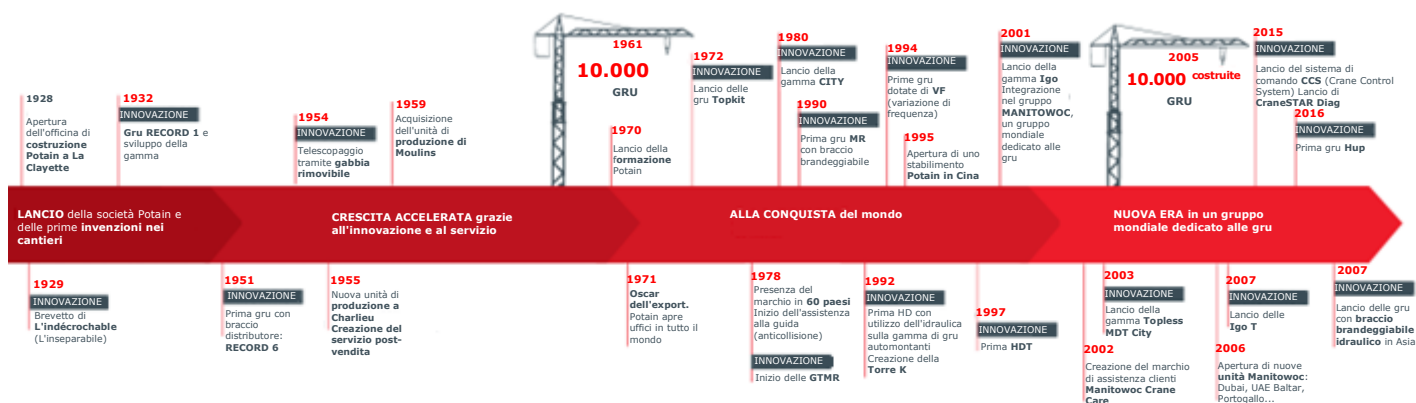 1928
Apertura
dell'officina di
costruzione
Potain a La
Clayette
1932
INNOVAZIONE
Gru RECORD 1 e
sviluppo della
gamma
1954
INNOVAZIONE
Telescopaggio
tramite gabbia
rimovibile
1959
Acquisizione
dell'unità di
produzione di
Moulins
1961
10.000
GRU
1970
Lancio della
formazione
Potain
1972
INNOVAZIONE
Lancio delle
gru Topkit
1980
INNOVAZIONE
Lancio della
gamma CITY
1990
INNOVAZIONE
Prima gru MR
con braccio
brandeggiabile
1994
INNOVAZIONE
Prime gru
dotate di VF
(variazione di
frequenza)
1995
Apertura di uno
stabilimento
Potain in Cina
2001
INNOVAZIONE
Lancio della
gamma Igo
Integrazione
nel gruppo
MANITOWOC,
un gruppo
mondiale
dedicato alle
gru
2005
10.000 costruite
GRU
2015
INNOVAZIONE
Lancio del sistema di
comando CCS (Crane Control
System) Lancio di
CraneSTAR Diag
2016
INNOVAZIONE
Prima gru Hup
LANCIO della società Potain e
delle prime invenzioni nei
cantieri
CRESCITA ACCELERATA grazie
all'innovazione e al servizio
ALLA CONQUISTA del mondo
NUOVA ERA in un gruppo
mondiale dedicato alle gru
1929
INNOVAZIONE
Brevetto di
L'indécrochable
(L'inseparabile)
1951
INNOVAZIONE
Prima gru con
braccio
distributore:
RECORD 6
1955
Nuova unità di
produzione a
Charlieu
Creazione del
servizio post-
vendita
1971
Oscar
dell'export.
Potain apre
uffici in tutto il
mondo
1978
Presenza del
marchio in 60 paesi
Inizio dell'assistenza
alla guida
(anticollisione)
INNOVAZIONE
Inizio delle GTMR
1992
INNOVAZIONE
Prima HD con
utilizzo dell'idraulica
sulla gamma di gru
automontanti
Creazione della
Torre K
1997
INNOVAZIONE
Prima HDT
2003
INNOVAZIONE
Lancio della
gamma Topless
MDT City
2002
Creazione del marchio
di assistenza clienti
Manitowoc Crane
Care
2007
INNOVAZIONE
Lancio delle
Igo T
2006
Apertura di nuove
unità Manitowoc:
Dubai, UAE Baltar,
Portogallo...
2007
INNOVAZIONE
Lancio delle gru
con braccio
brandeggiabile
idraulico in Asia